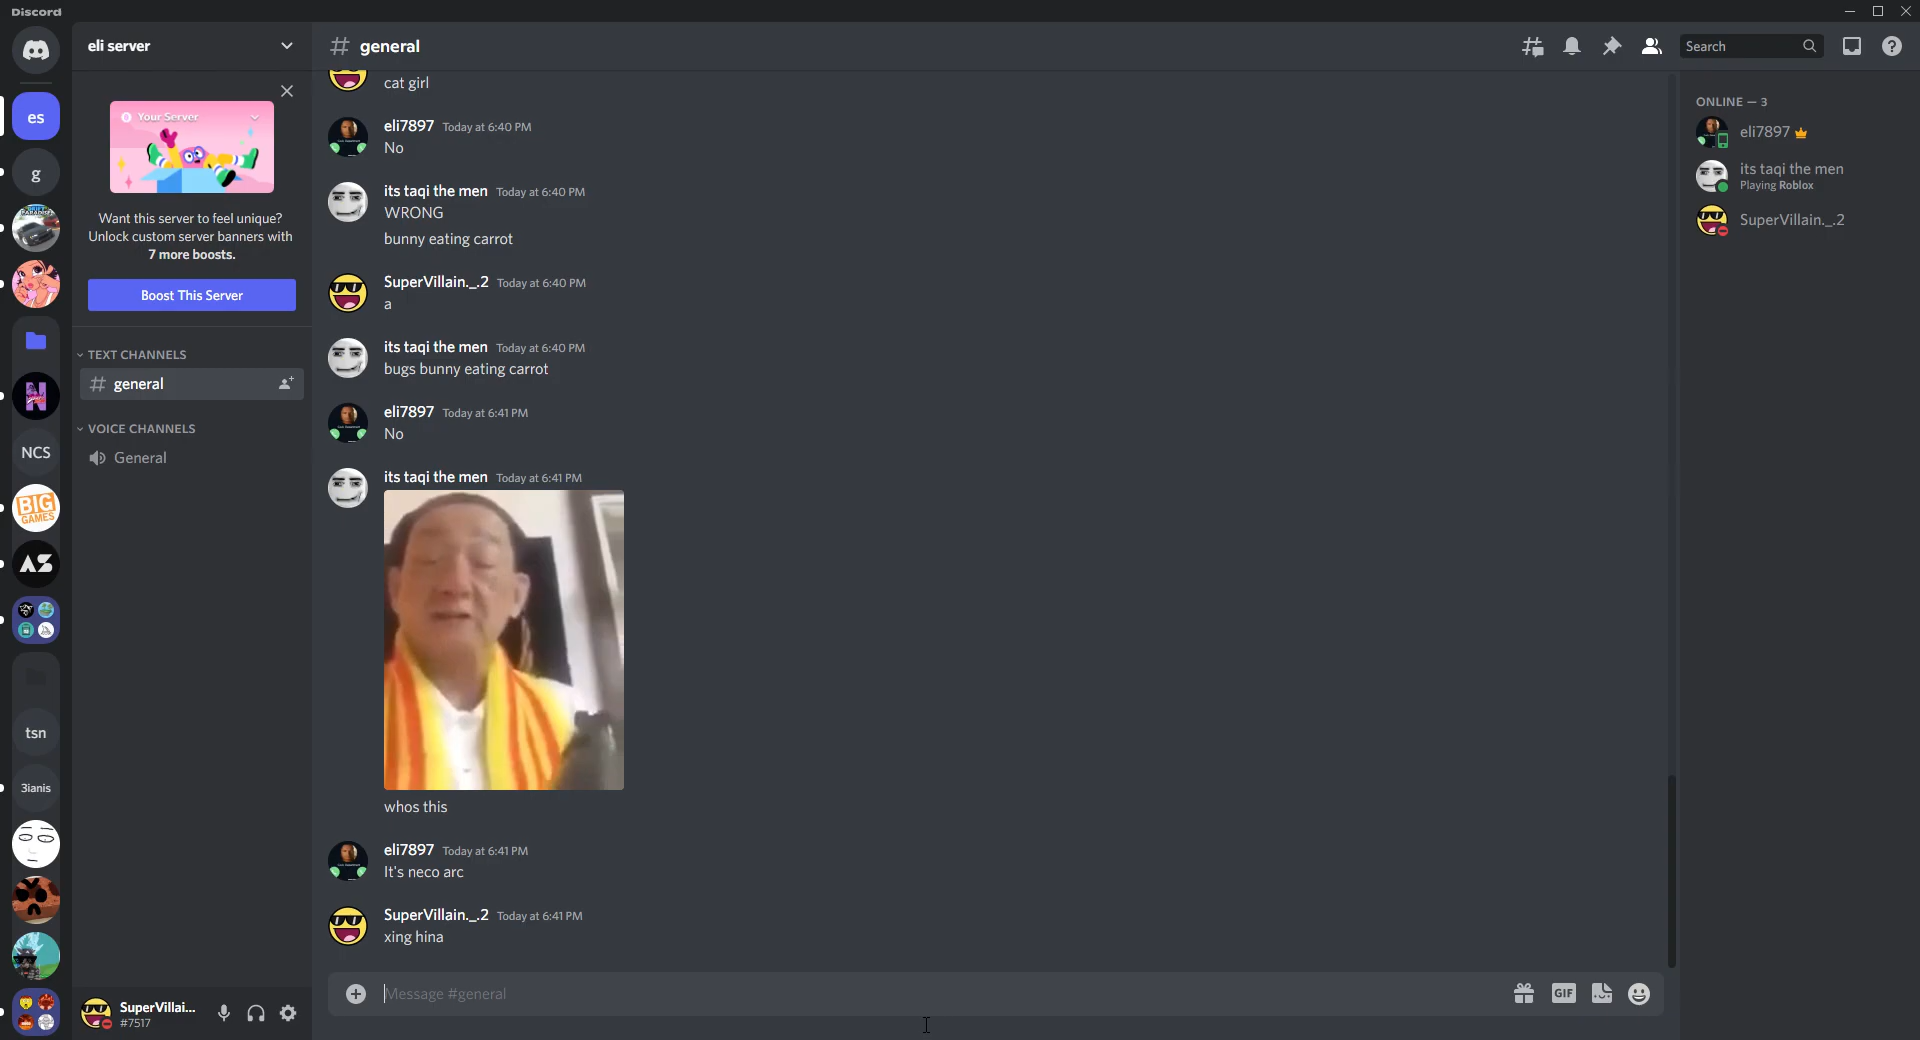 Discord
eli server
general
Search
es
g
NCS
BIG
GAMES
tsn
3ianis
Your Server
Want this server to feel unique?
Unlock custom server banners with
7 more boosts.
Boost This Server
TEXT CHANNELS
general
VOICE CHANNELS
General
SuperVillai...
#7517
cat girl
eli7897 Today at 6:40 PM
No
its taqi the men Today at 6:40 PM
WRONG
bunny eating carrot
SuperVillain._.2 Today at 6:40 PM
a
its taqi the men Today at 6:40 PM
bugs bunny eating carrot
eli7897 Today at 6:41 PM
No
its taqi the men Today at 6:41 PM
whos this
eli7897 Today at 6:41 PM
It's neco arc
SuperVillain._.2 Today at 6:41 PM
xing hina
Message #general
GIF
ONLINE — 3
eli7897
its taqi the men
Playing Roblox
SuperVillain._.2